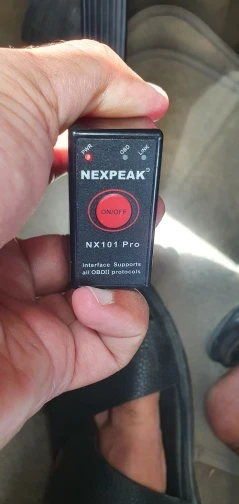 PWR OBD LINK
NEXPEAK®
ON/OFF
NX101 Pro
Interface Supports
all OBDII protocols